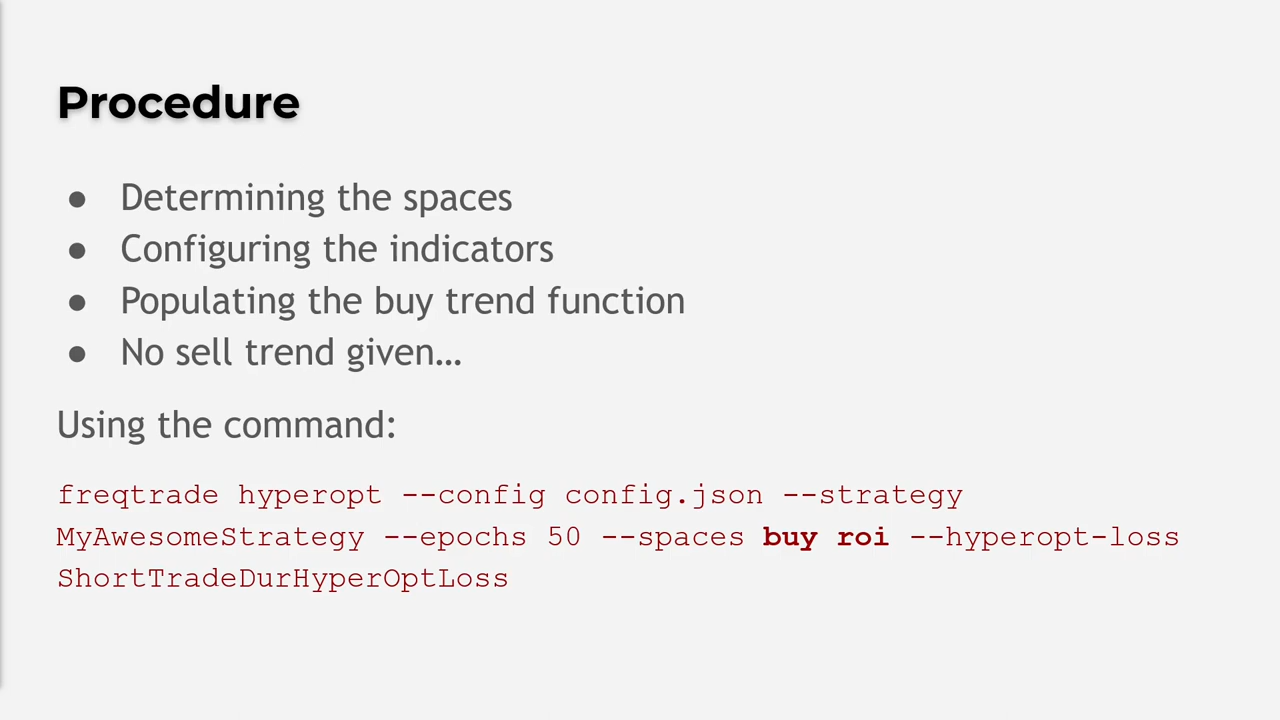 Procedure
● Determining the spaces
● Configuring the indicators
● Populating the buy trend function
● No sell trend given…
Using the command:
freqtrade hyperopt --config config.json --strategy
MyAwesomeStrategy --epochs 50 --spaces buy roi --hyperopt-loss
ShortTradeDurHyperOptLoss